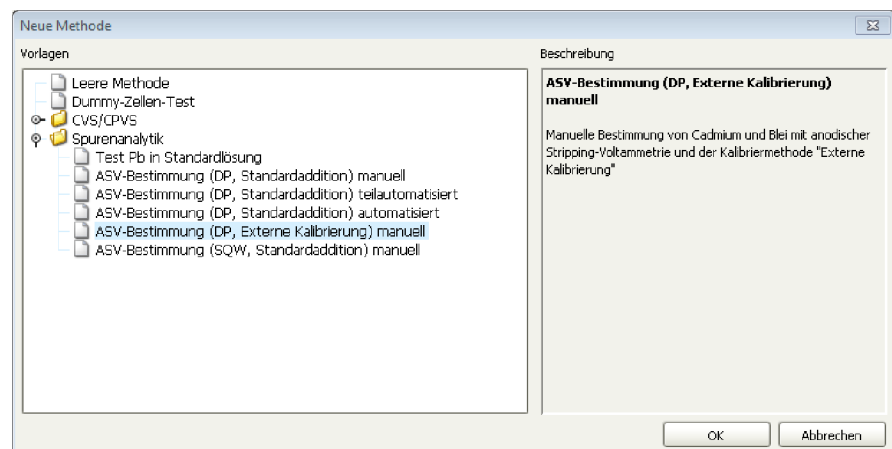 Neue Methode
Vorlagen
Leere Methode
Dummy-Zellen-Test
CVS/CPVS
Spurenanalytik
Test Pb in Standardlösung
ASV-Bestimmung (DP, Standardaddition) manuell
ASV-Bestimmung (DP, Standardaddition) teilautomatisiert
ASV-Bestimmung (DP, Standardaddition) automatisiert
ASV-Bestimmung (DP, Externe Kalibrierung) manuell
ASV-Bestimmung (SQW, Standardaddition) manuell
Beschreibung
ASV-Bestimmung (DP, Externe Kalibrierung)
manuell
Manuelle Bestimmung von Cadmium und Blei mit anodischer
Stripping-Voltammetrie und der Kalibriermethode "Externe
Kalibrierung"
OK
Abbrechen